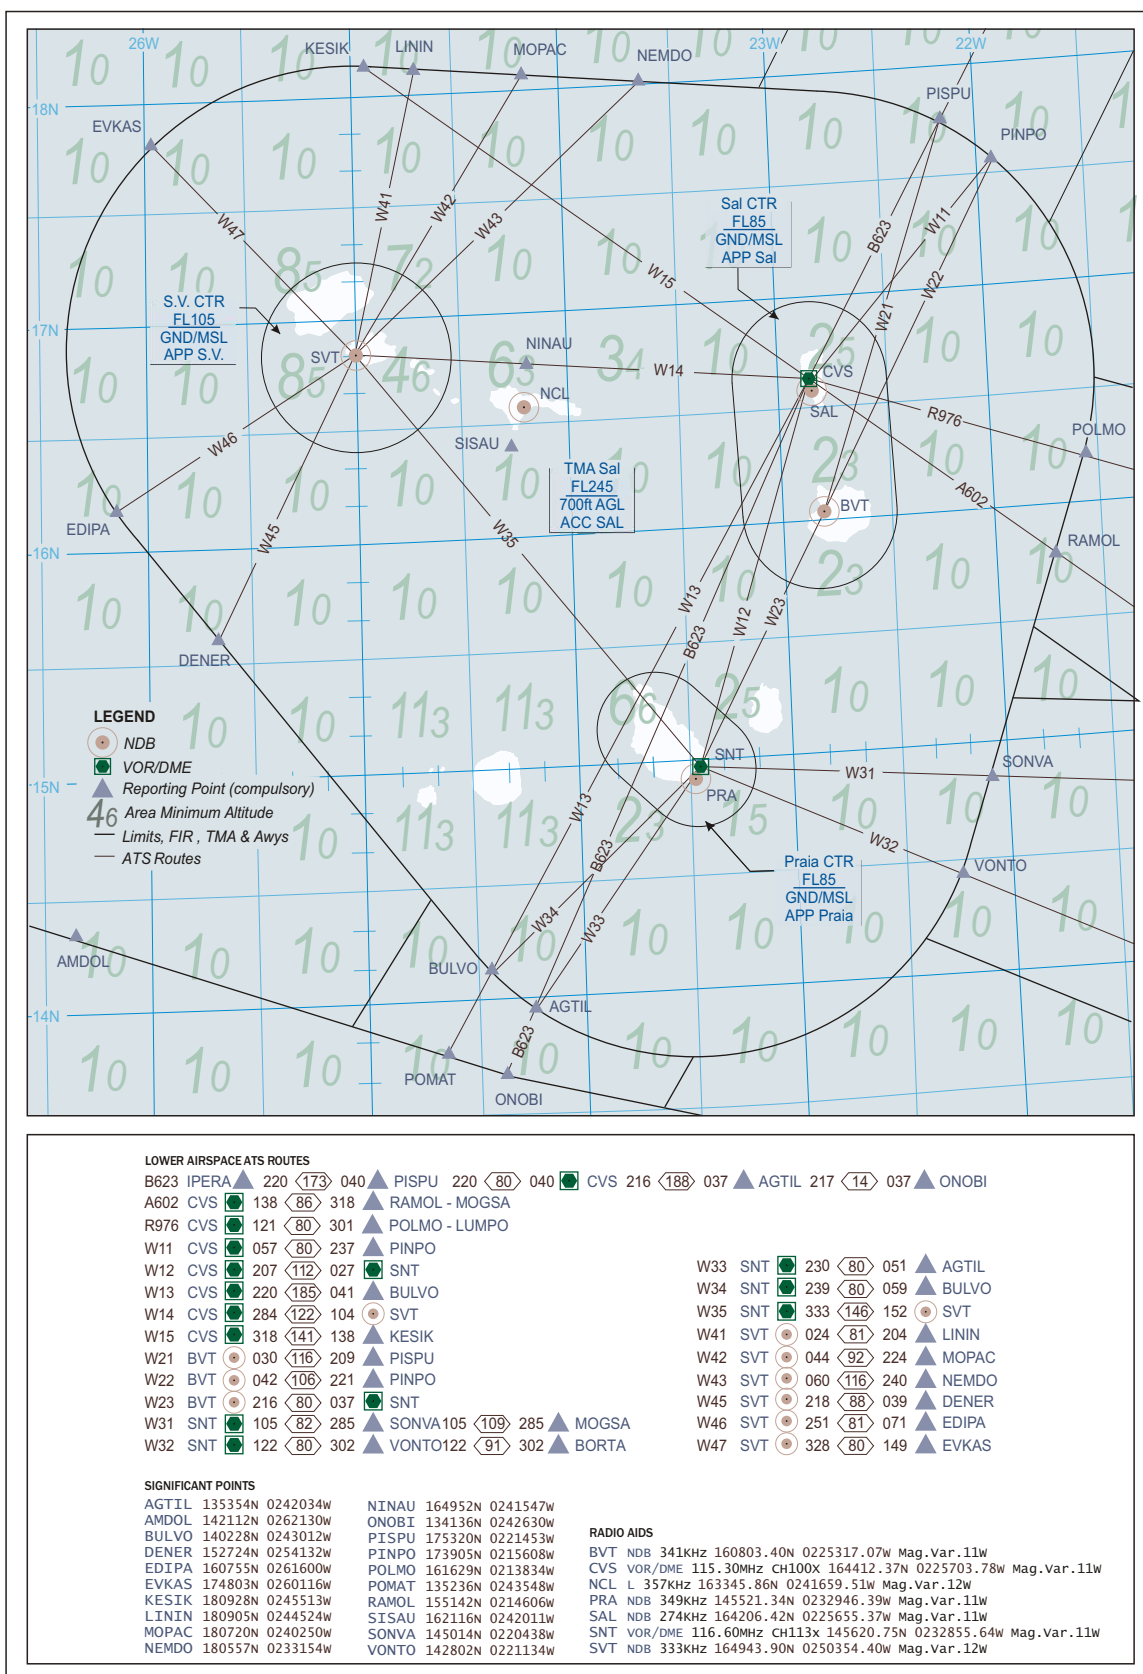 26W
23W
22W
KESIK
LININ
MOPAC
NEMDO
PISPU
18N
EVKAS
PINPO
W47
W41
W42
W43
Sal CTR
FL85
GND/MSL
APP Sal
B623
W11
W15
W22
W21
S.V. CTR
FL105
GND/MSL
APP S.V.
17N
SVT
NINAU
W14
CVS
NCL
SAL
R976
W46
SISAU
POLMO
TMA Sal
FL245
700ft AGL
ACC SAL
A602
BVT
EDIPA
W45
W35
RAMOL
16N
W13
W12
W23
B623
DENER
LEGEND
NDB
VOR/DME
Reporting Point (compulsory)
46 Area Minimum Altitude
Limits, FIR , TMA & Awys
ATS Routes
SNT
W31
SONVA
15N
PRA
W13
W32
B623
Praia CTR
FL85
GND/MSL
APP Praia
VONTO
W34
W33
AMDOL
BULVO
AGTIL
14N
B623
POMAT
ONOBI
LOWER AIRSPACE ATS ROUTES
B623 IPERA 220 173 040 PISPU 220 80 040 CVS 216 188 037 AGTIL 217 14 037 ONOBI
A602 CVS 138 86 318 RAMOL - MOGSA
R976 CVS 121 80 301 POLMO - LUMPO
W11 CVS 057 80 237 PINPO
W12 CVS 207 112 027 SNT
W13 CVS 220 185 041 BULVO
W14 CVS 284 122 104 SVT
W15 CVS 318 141 138 KESIK
W21 BVT 030 116 209 PISPU
W22 BVT 042 106 221 PINPO
W23 BVT 216 80 037 SNT
W31 SNT 105 82 285 SONVA 105 109 285 MOGSA
W32 SNT 122 80 302 VONTO 122 91 302 BORTA
W33 SNT 230 80 051 AGTIL
W34 SNT 239 80 059 BULVO
W35 SNT 333 146 152 SVT
W41 SVT 024 81 204 LININ
W42 SVT 044 92 224 MOPAC
W43 SVT 060 116 240 NEMDO
W45 SVT 218 88 039 DENER
W46 SVT 251 81 071 EDIPA
W47 SVT 328 80 149 EVKAS
SIGNIFICANT POINTS
AGTIL 135354N 0242034W
AMDOL 142112N 0262130W
BULVO 140228N 0243012W
DENER 152724N 0254132W
EDIPA 160755N 0261600W
EVKAS 174803N 0260116W
KESIK 180928N 0245513W
LININ 180905N 0244524W
MOPAC 180720N 0240250W
NEMDO 180557N 0233154W
NINAU 164952N 0241547W
ONOBI 134136N 0242630W
PISPU 175320N 0221453W
PINPO 173905N 0215608W
POLMO 161629N 0213834W
POMAT 135236N 0243548W
RAMOL 155142N 0214606W
SISAU 162116N 0242011W
SONVA 145014N 0220438W
VONTO 142802N 0221134W
RADIO AIDS
BVT NDB 341KHz 160803.40N 0225317.07W Mag.Var.11W
CVS VOR/DME 115.30MHz CH100X 164412.37N 0225703.78W Mag.Var.11W
NCL L 357KHz 163345.86N 0241659.51W Mag.Var.12W
PRA NDB 349KHz 145521.34N 0232946.39W Mag.Var.11W
SAL NDB 274KHz 164206.42N 0225655.37W Mag.Var.11W
SNT VOR/DME 116.60MHz CH113x 145620.75N 0232855.64W Mag.Var.11W
SVT NDB 333KHz 164943.90N 0250354.40W Mag.Var.12W